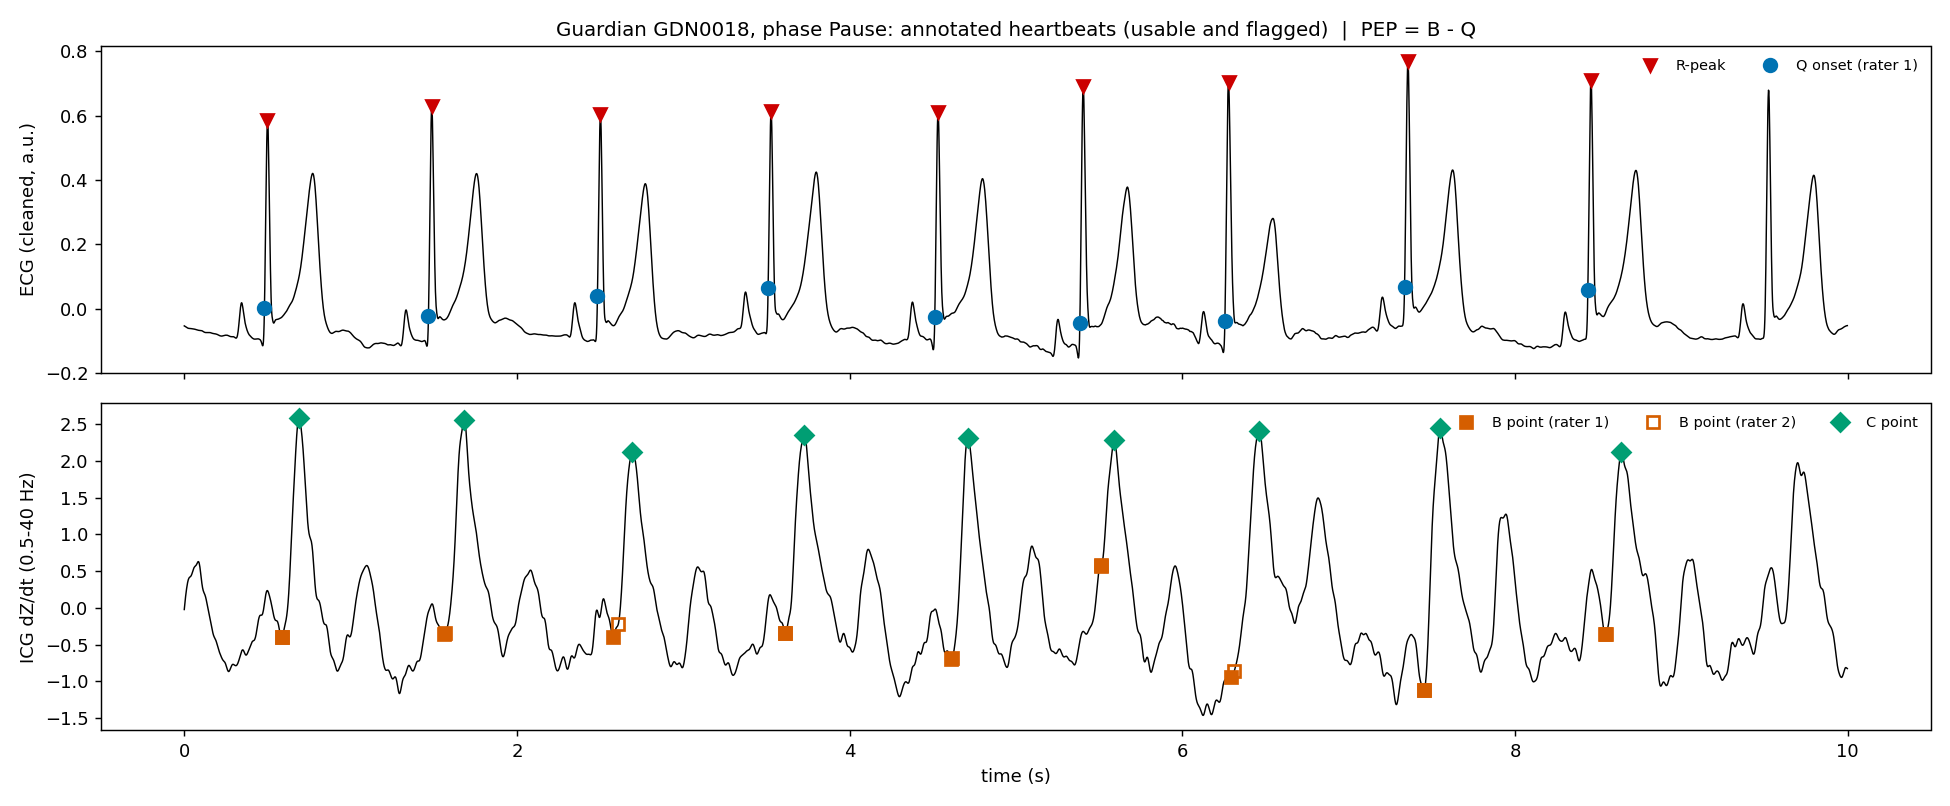 Guardian GDN0018, phase Pause: annotated heartbeats (usable and flagged)  |  PEP = B - Q
ECG (cleaned, a.u.)
0.8
0.6
0.4
0.2
0.0
−0.2
R-peak
Q onset (rater 1)
ICG dZ/dt (0.5-40 Hz)
2.5
2.0
1.5
1.0
0.5
0.0
−0.5
−1.0
−1.5
B point (rater 1)
B point (rater 2)
C point
0 2 4 6 8 10
time (s)